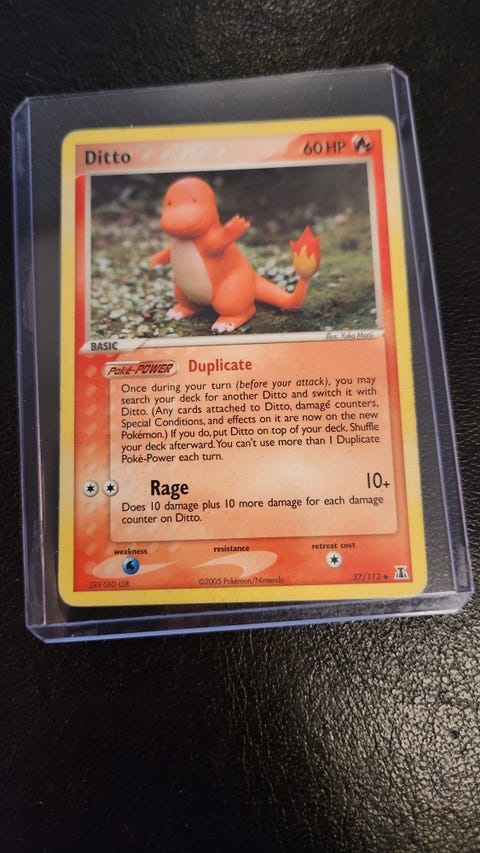 Ditto 60 HP
Illus. Yuka Morii
BASIC
Poké-POWER Duplicate
Once during your turn (before your attack), you may
search your deck for another Ditto and switch it with
Ditto. (Any cards attached to Ditto, damage counters,
Special Conditions, and effects on it are now on the new
Pokémon.) If you do, put Ditto on top of your deck. Shuffle
your deck afterward. You can't use more than 1 Duplicate
Poké-Power each turn.
Rage 10+
Does 10 damage plus 10 more damage for each damage
counter on Ditto.
weakness resistance retreat cost
©2005 Pokémon/Nintendo 37/113